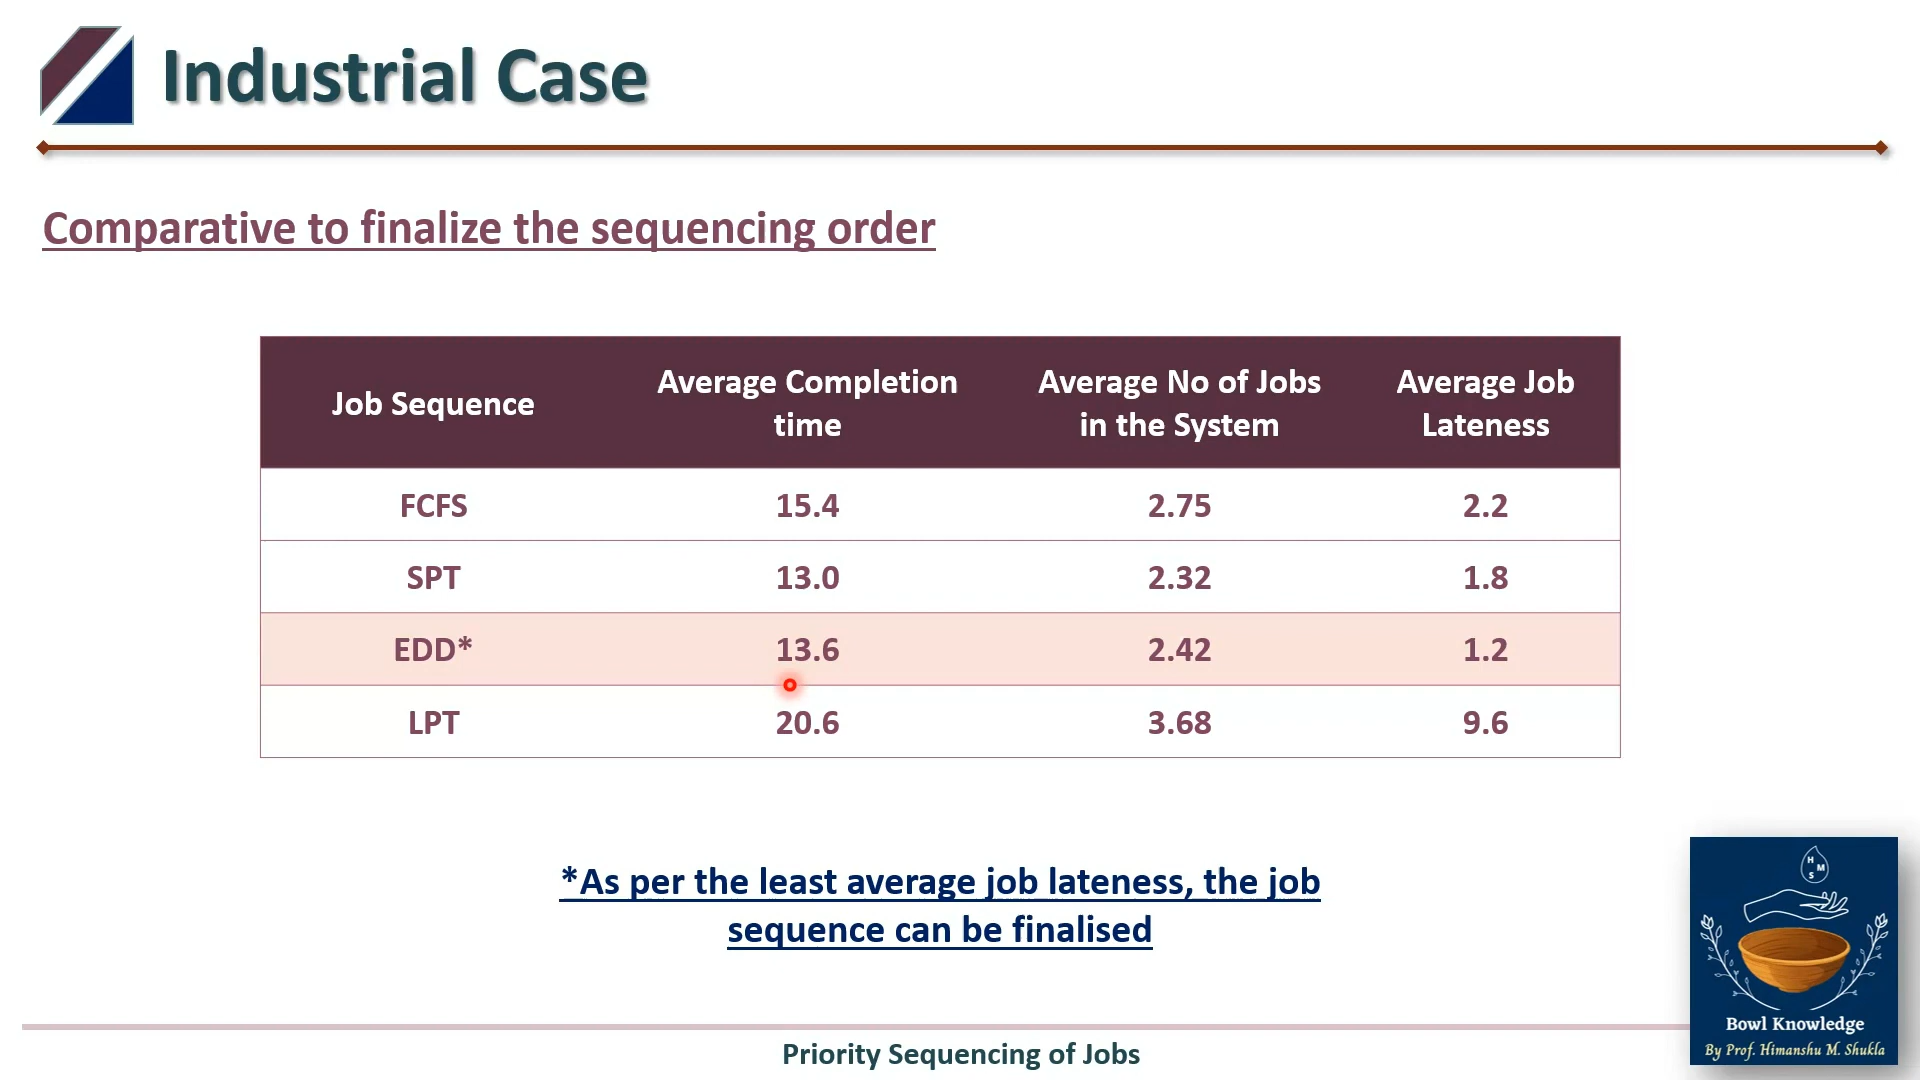 Industrial Case
Comparative to finalize the sequencing order
Job Sequence Average Completion time Average No of Jobs in the System Average Job Lateness
FCFS 15.4 2.75 2.2
SPT 13.0 2.32 1.8
EDD* 13.6 2.42 1.2
LPT 20.6 3.68 9.6
*As per the least average job lateness, the job
sequence can be finalised
H
M
S
Bowl Knowledge
By Prof. Himanshu M. Shukla
Priority Sequencing of Jobs